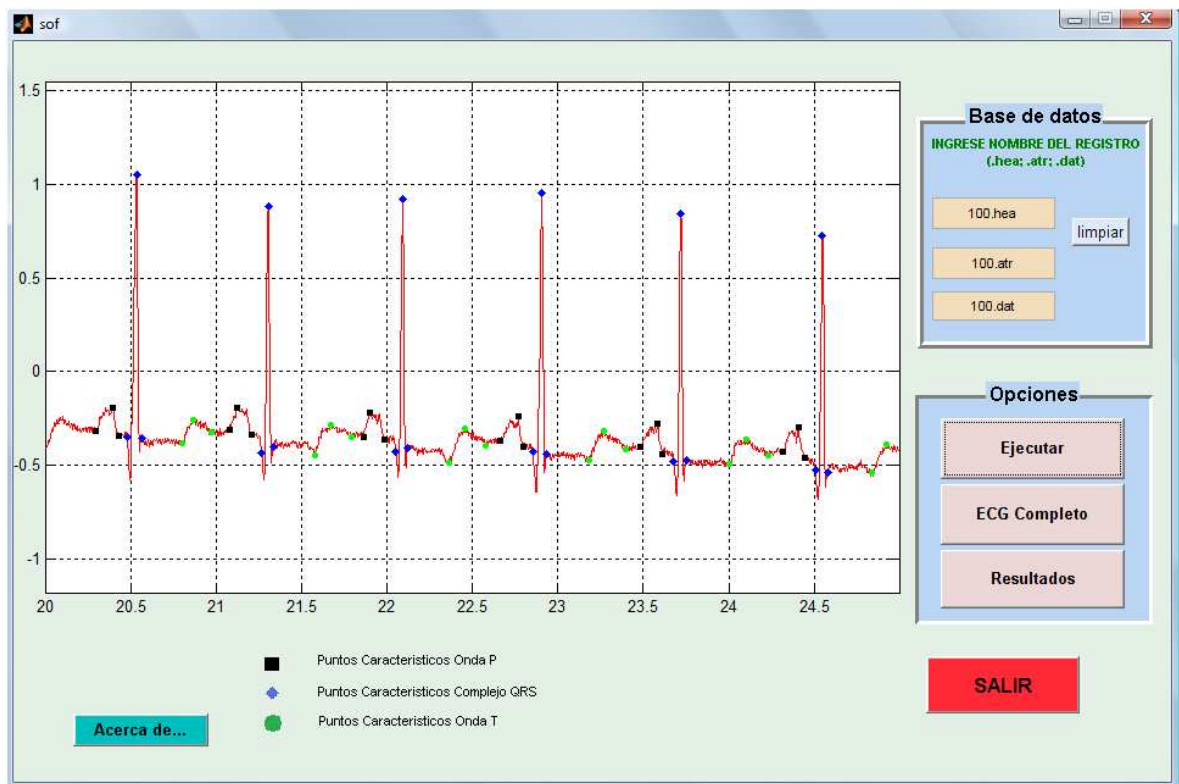 sof
1.5
1
0.5
0
-0.5
-1
20
20.5
21
21.5
22
22.5
23
23.5
24
24.5
Base de datos
INGRESE NOMBRE DEL REGISTRO
(.hea; .atr; .dat)
100.hea
limpiar
100.atr
100.dat
Opciones
Ejecutar
ECG Completo
Resultados
SALIR
Puntos Caracteristicos Onda P
Puntos Caracteristicos Complejo QRS
Puntos Caracteristicos Onda T
Acerca de...